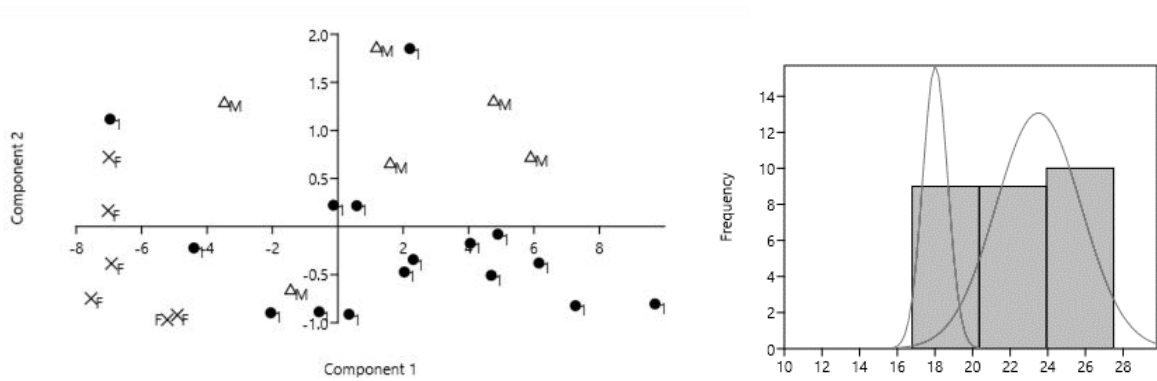 Component 2
2.0
M 1
1.5
M M
1
1.0
F M M
0.5
F 1 1
-8 -6 -4 -2 2 4 6 8
1 1 1
F 1 1 1
-0.5 1
F M
F F 1 1 1 1 1
-1.0
Component 1
Frequency
14
12
10
8
6
4
2
0
10 12 14 16 18 20 22 24 26 28